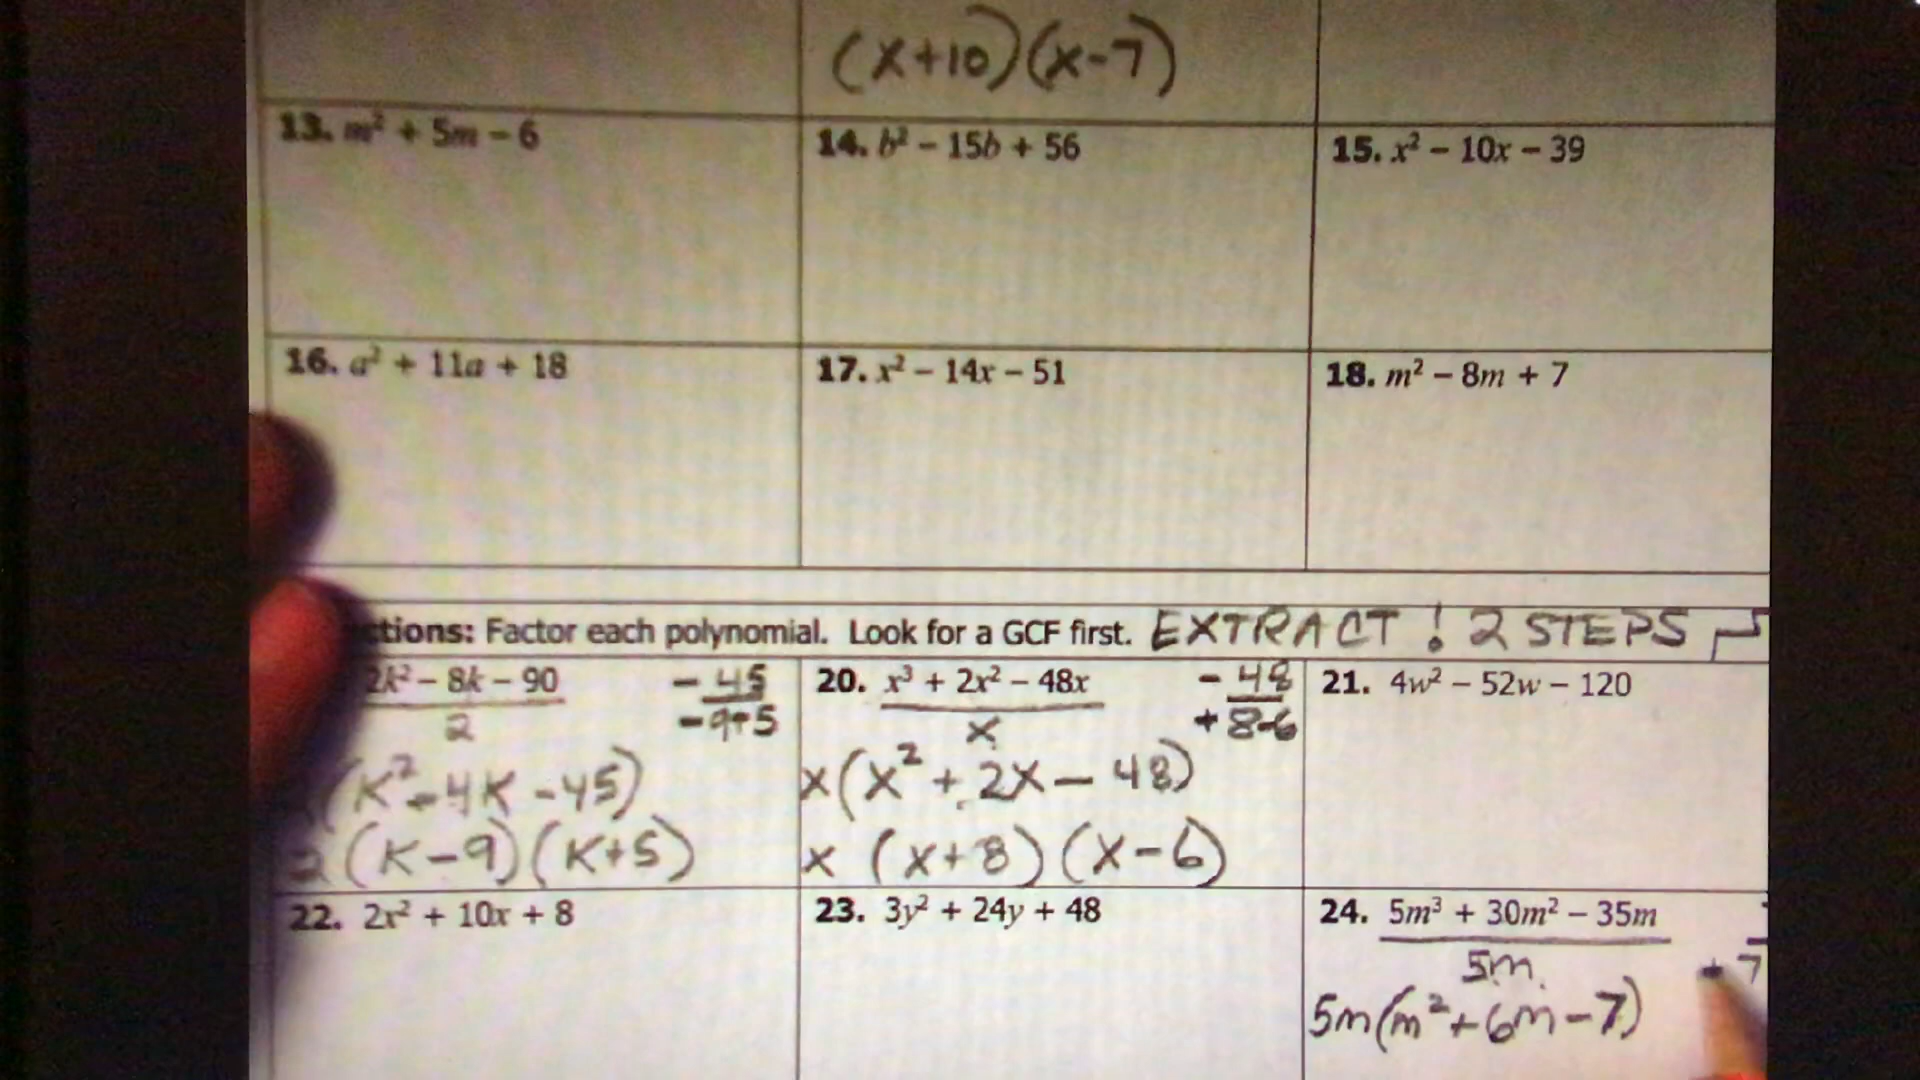 (x+10)(x-7)
13. m² + 5m − 6
14. b² − 15b + 56
15. x² − 10x − 39
16. a² + 11a + 18
17. x² − 14x − 51
18. m² − 8m + 7
ctions: Factor each polynomial. Look for a GCF first. EXTRACT ! 2 STEPS
2k² − 8k − 90
2
- 45
-9+5
(K²-4K-45)
2(K-9)(K+5)
20. x³ + 2x² − 48x
x
- 48
+8-6
x(x²+2x-48)
x (x+8)(x-6)
21. 4w² − 52w − 120
22. 2x² + 10x + 8
23. 3y² + 24y + 48
24. 5m³ + 30m² − 35m
5m
+ 7
5m(m²+6m-7)